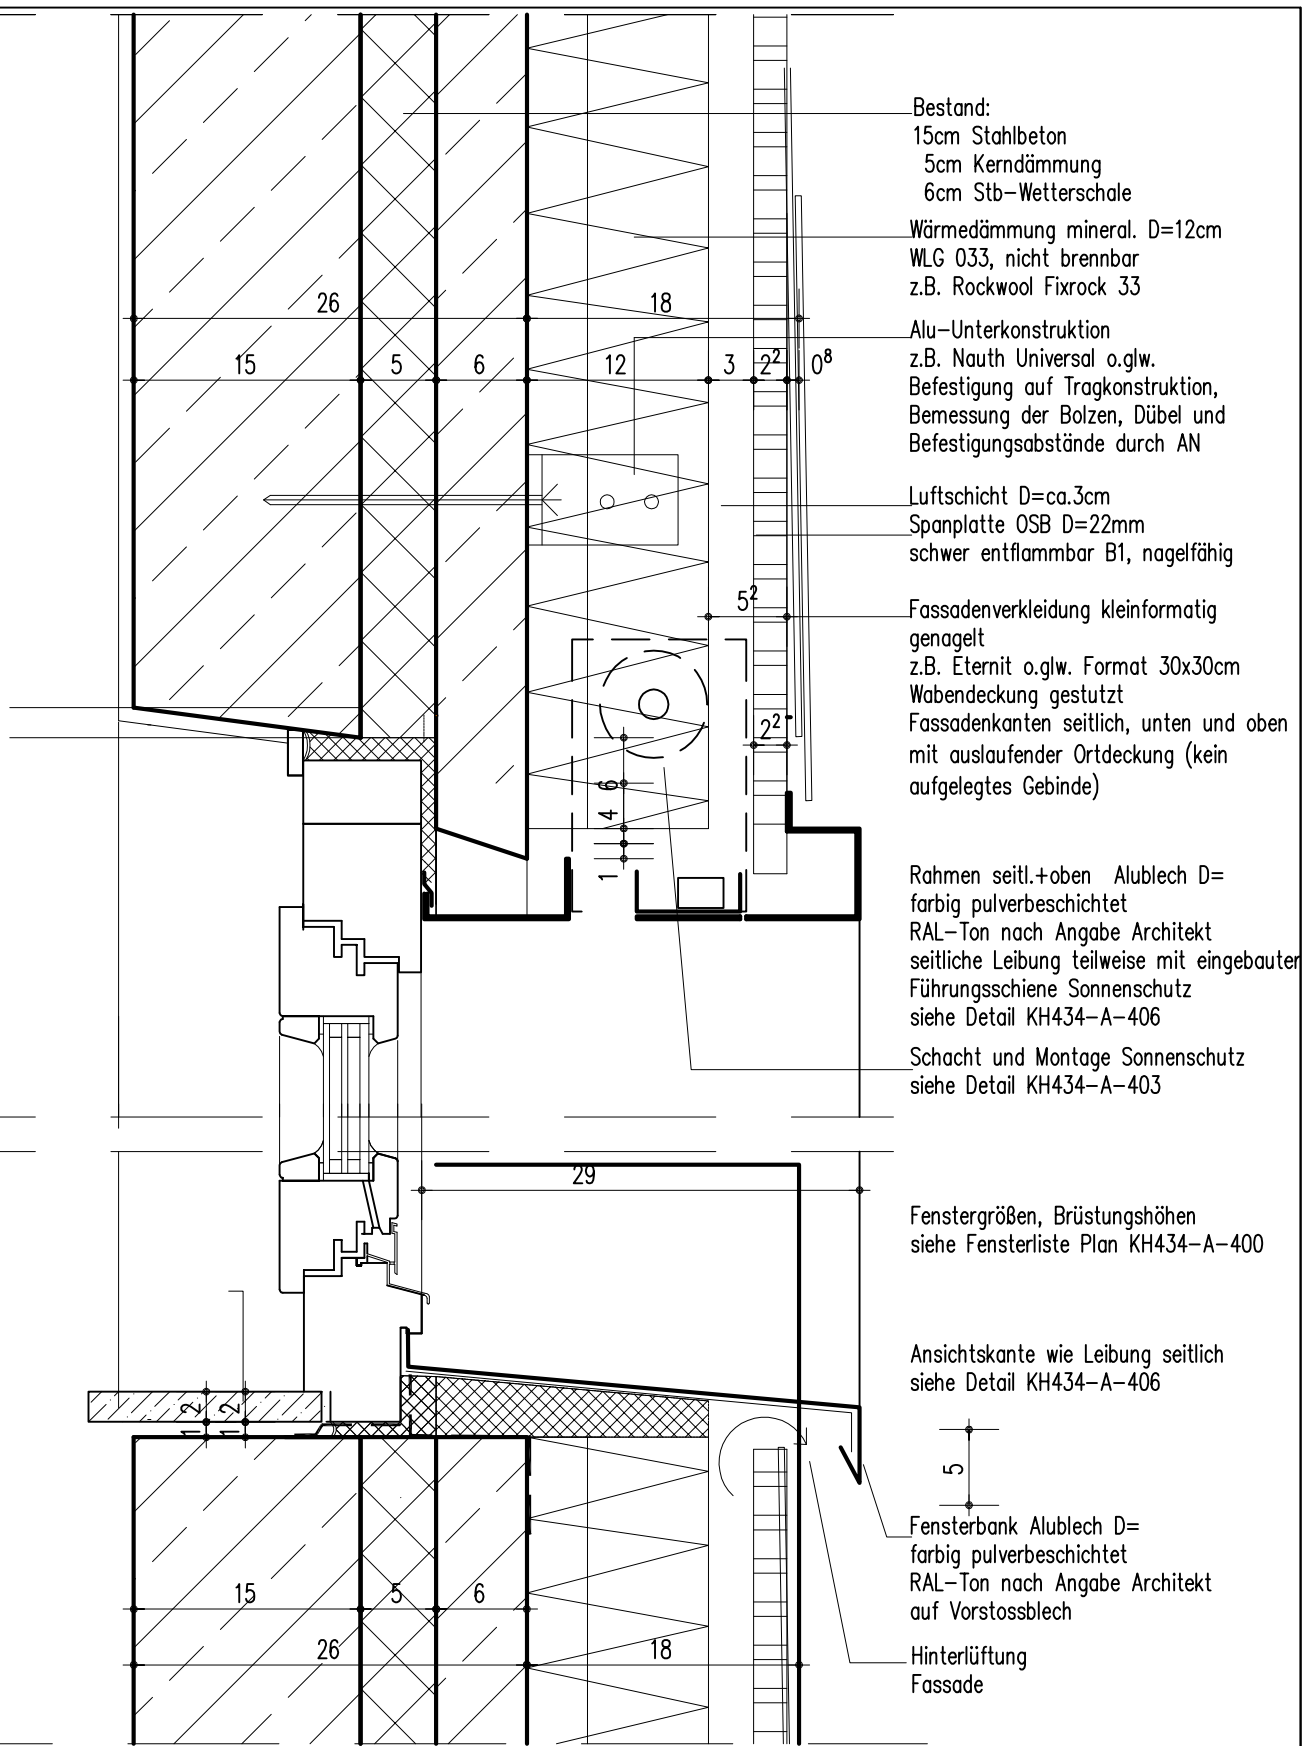 Bestand:
15cm Stahlbeton
5cm Kerndämmung
6cm Stb-Wetterschale
Wärmedämmung mineral. D=12cm
WLG 033, nicht brennbar
z.B. Rockwool Fixrock 33
26
18
Alu-Unterkonstruktion
z.B. Nauth Universal o.glw.
Befestigung auf Tragkonstruktion,
Bemessung der Bolzen, Dübel und
Befestigungsabstände durch AN
15
5
6
12
3
2²
0⁸
Luftschicht D=ca.3cm
Spanplatte OSB D=22mm
schwer entflammbar B1, nagelfähig
5²
Fassadenverkleidung kleinformatig
genagelt
z.B. Eternit o.glw. Format 30x30cm
Wabendeckung gestutzt
Fassadenkanten seitlich, unten und oben
mit auslaufender Ortdeckung (kein
aufgelegtes Gebinde)
2²
6
4
1
Rahmen seitl.+oben Alublech D=
farbig pulverbeschichtet
RAL-Ton nach Angabe Architekt
seitliche Leibung teilweise mit eingebauter
Führungsschiene Sonnenschutz
siehe Detail KH434-A-406
Schacht und Montage Sonnenschutz
siehe Detail KH434-A-403
29
Fenstergrößen, Brüstungshöhen
siehe Fensterliste Plan KH434-A-400
Ansichtskante wie Leibung seitlich
siehe Detail KH434-A-406
2
2
1
1
5
Fensterbank Alublech D=
farbig pulverbeschichtet
RAL-Ton nach Angabe Architekt
auf Vorstossblech
15
5
6
26
18
Hinterlüftung
Fassade